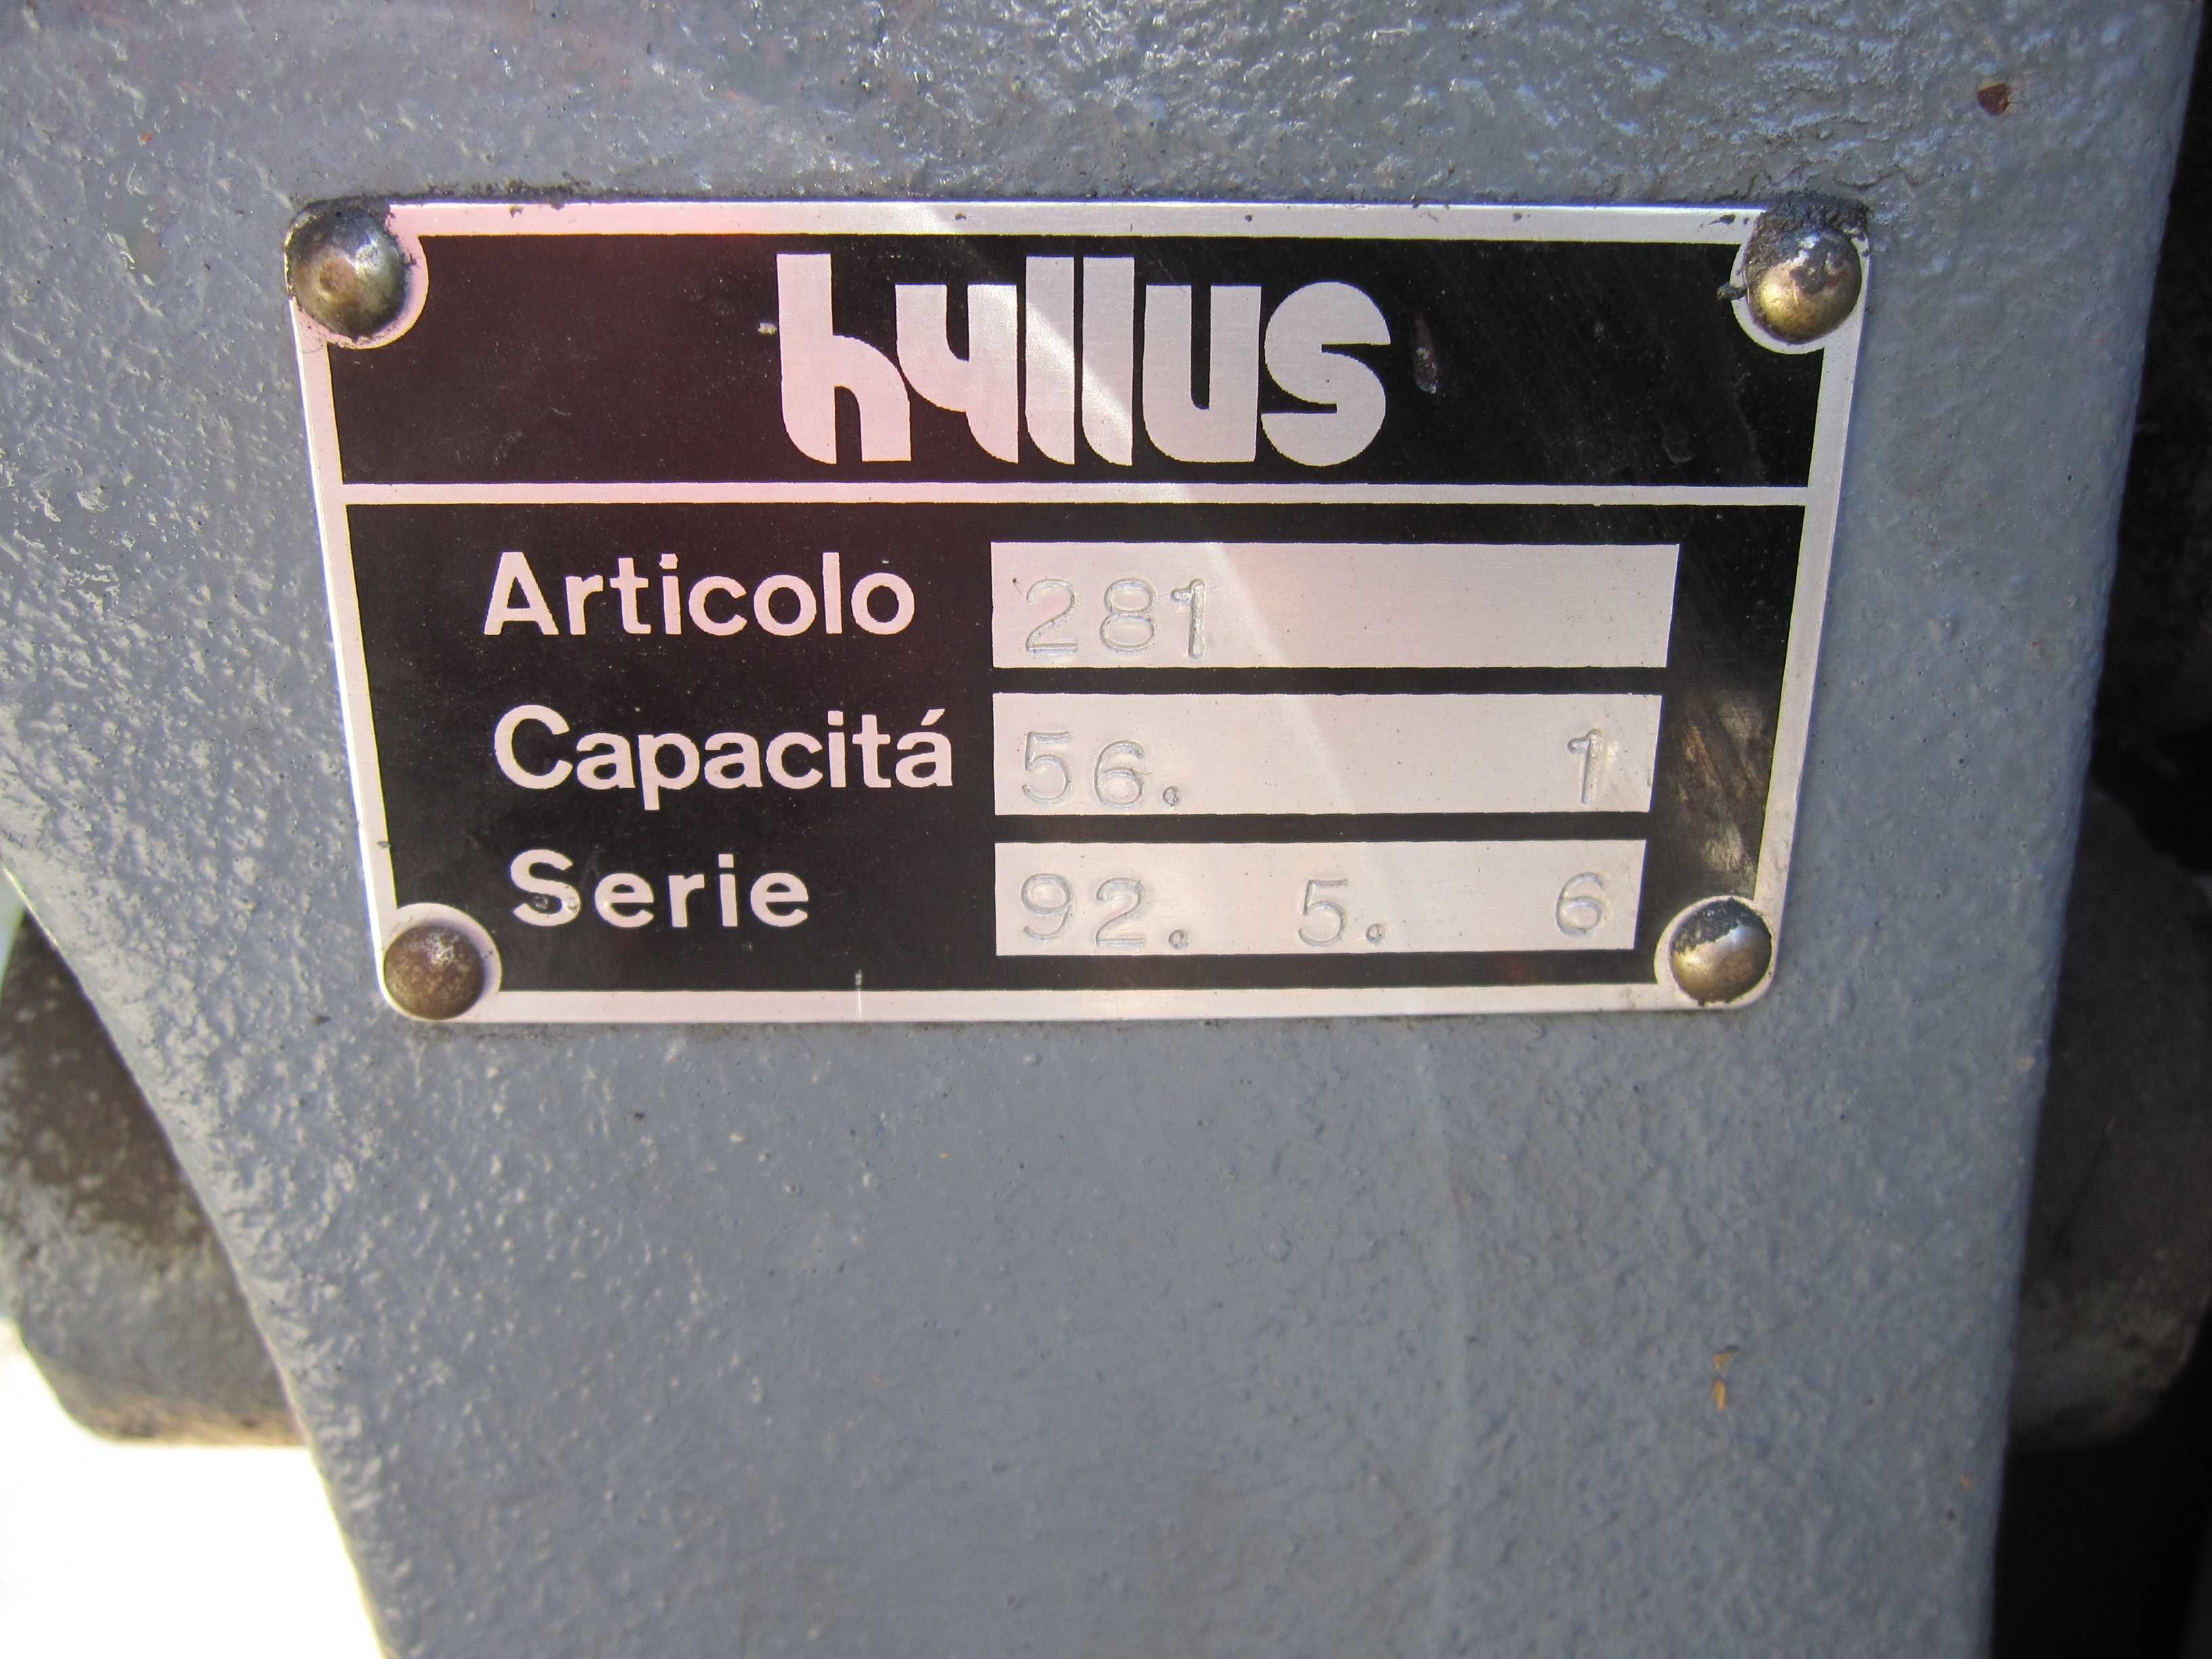 hyllus
Articolo 281
Capacitá 56. 1
Serie 92. 5. 6